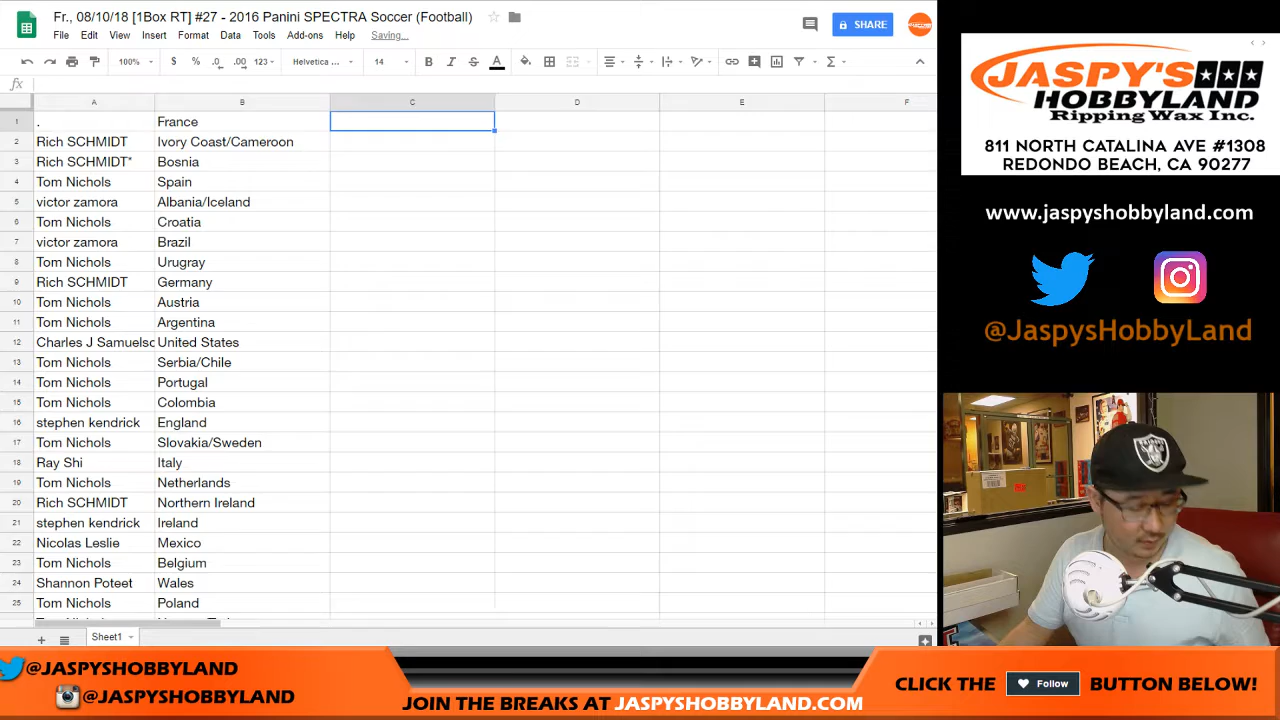 Fr., 08/10/18 [1Box RT] #27 - 2016 Panini SPECTRA Soccer (Football)
File Edit View Insert Format Data Tools Add-ons Help Saving...
SHARE
100% $ % .0 .00 123 Helvetica ... 14 B I S A
fx
A B C D E F
1 . France
2 Rich SCHMIDT Ivory Coast/Cameroon
3 Rich SCHMIDT* Bosnia
4 Tom Nichols Spain
5 victor zamora Albania/Iceland
6 Tom Nichols Croatia
7 victor zamora Brazil
8 Tom Nichols Urugray
9 Rich SCHMIDT Germany
10 Tom Nichols Austria
11 Tom Nichols Argentina
12 Charles J Samuelso United States
13 Tom Nichols Serbia/Chile
14 Tom Nichols Portugal
15 Tom Nichols Colombia
16 stephen kendrick England
17 Tom Nichols Slovakia/Sweden
18 Ray Shi Italy
19 Tom Nichols Netherlands
20 Rich SCHMIDT Northern Ireland
21 stephen kendrick Ireland
22 Nicolas Leslie Mexico
23 Tom Nichols Belgium
24 Shannon Poteet Wales
25 Tom Nichols Poland
Sheet1
JASPY'S
HOBBYLAND
Ripping Wax Inc.
811 NORTH CATALINA AVE #1308
REDONDO BEACH, CA 90277
www.jaspyshobbyland.com
@JaspysHobbyLand
@JASPYSHOBBYLAND
@JASPYSHOBBYLAND
JOIN THE BREAKS AT JASPYSHOBBYLAND.COM
CLICK THE Follow BUTTON BELOW!